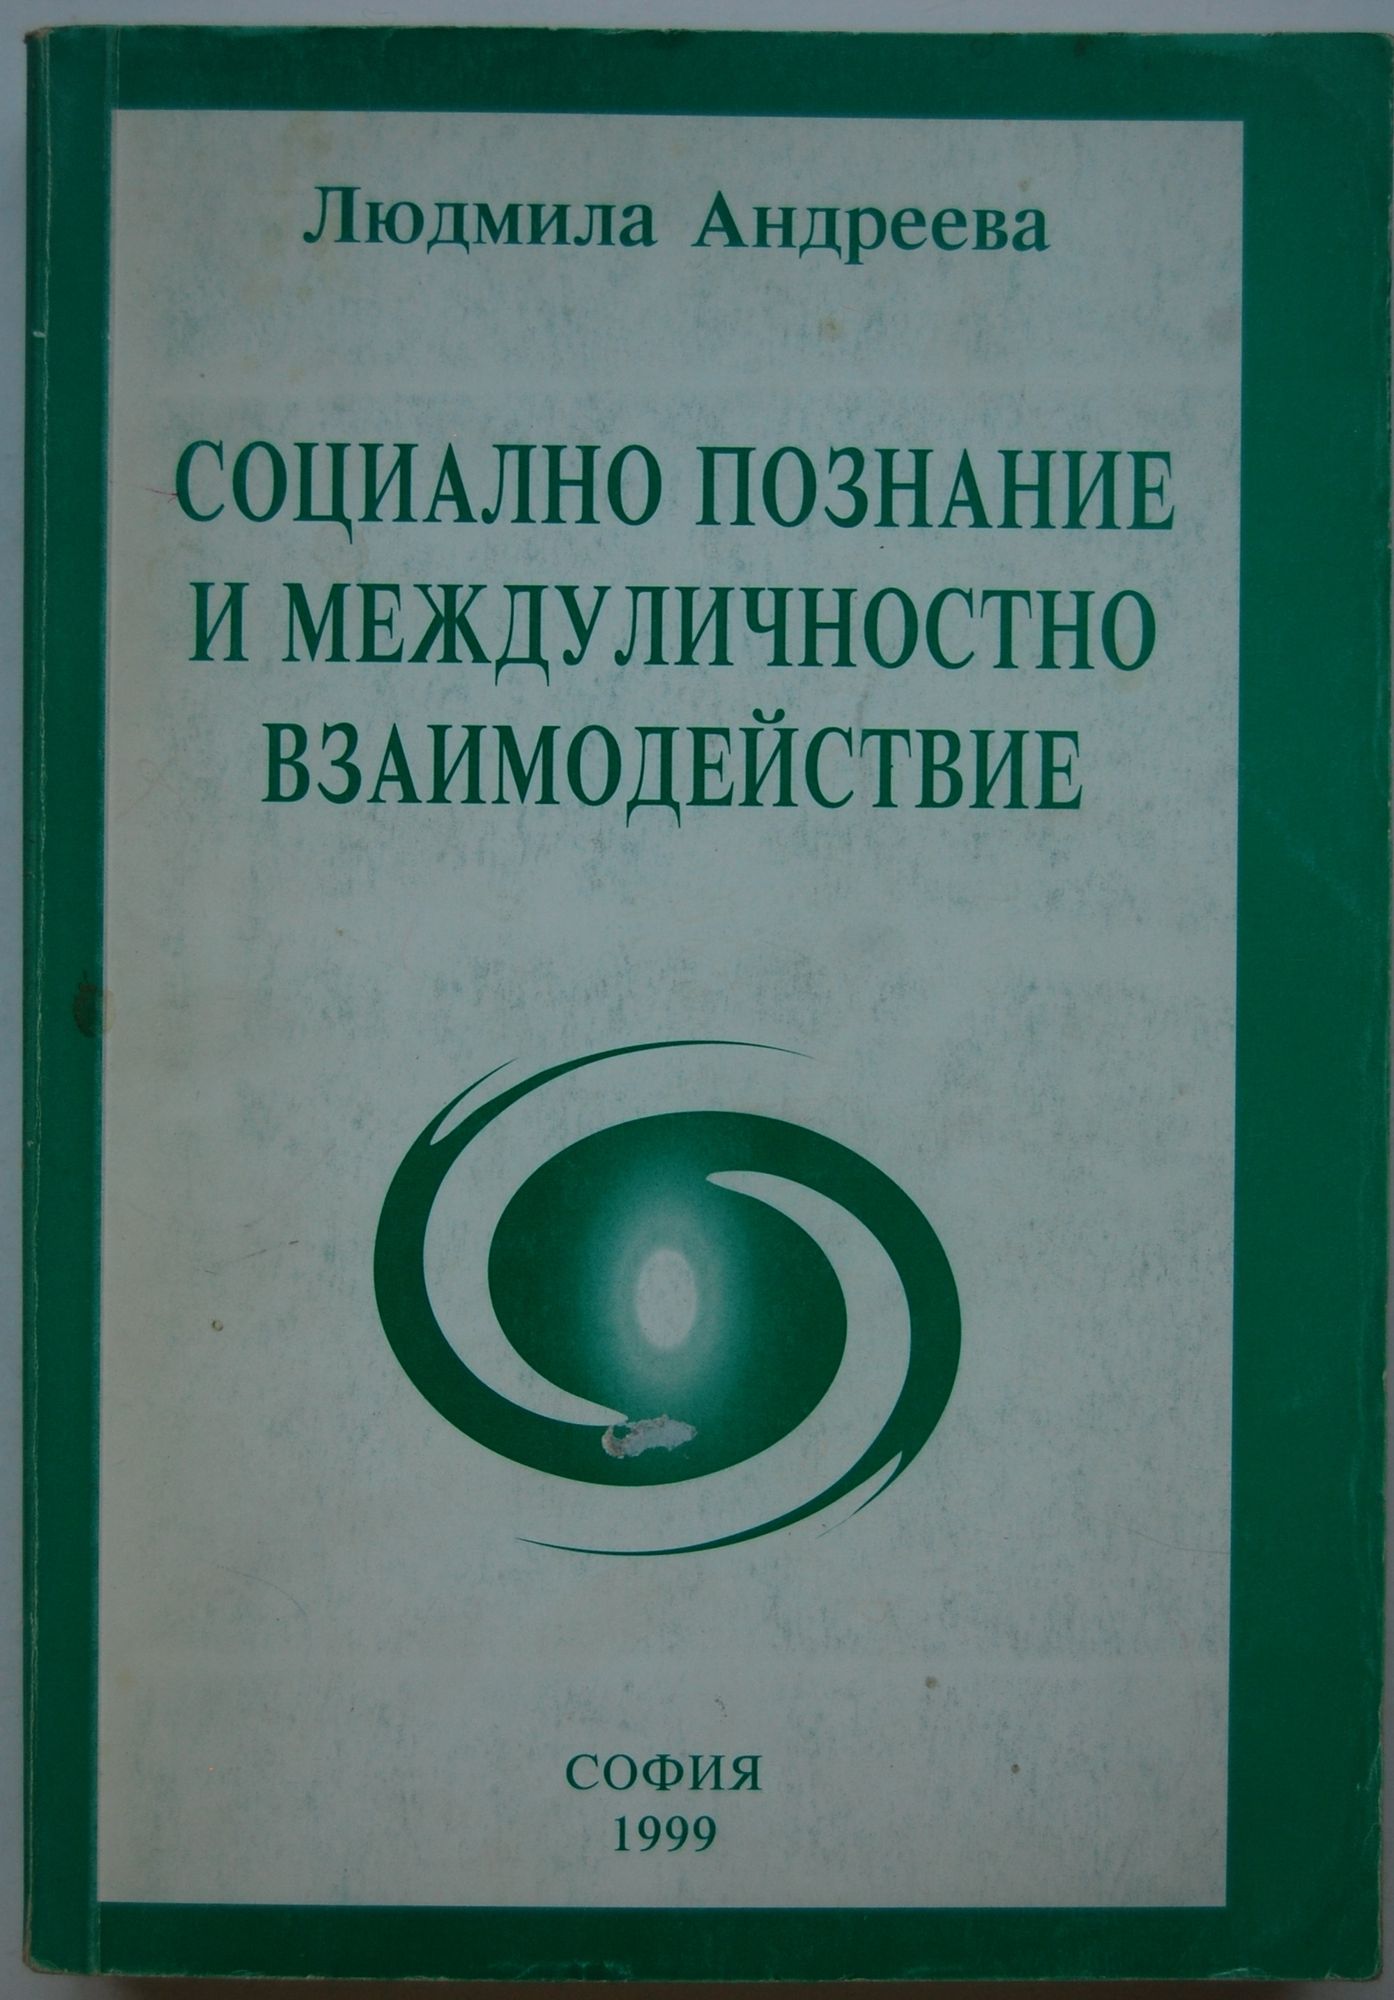 Людмила Андреева
СОЦИАЛНО ПОЗНАНИЕ
И МЕЖДУЛИЧНОСТНО
ВЗАИМОДЕЙСТВИЕ
СОФИЯ
1999